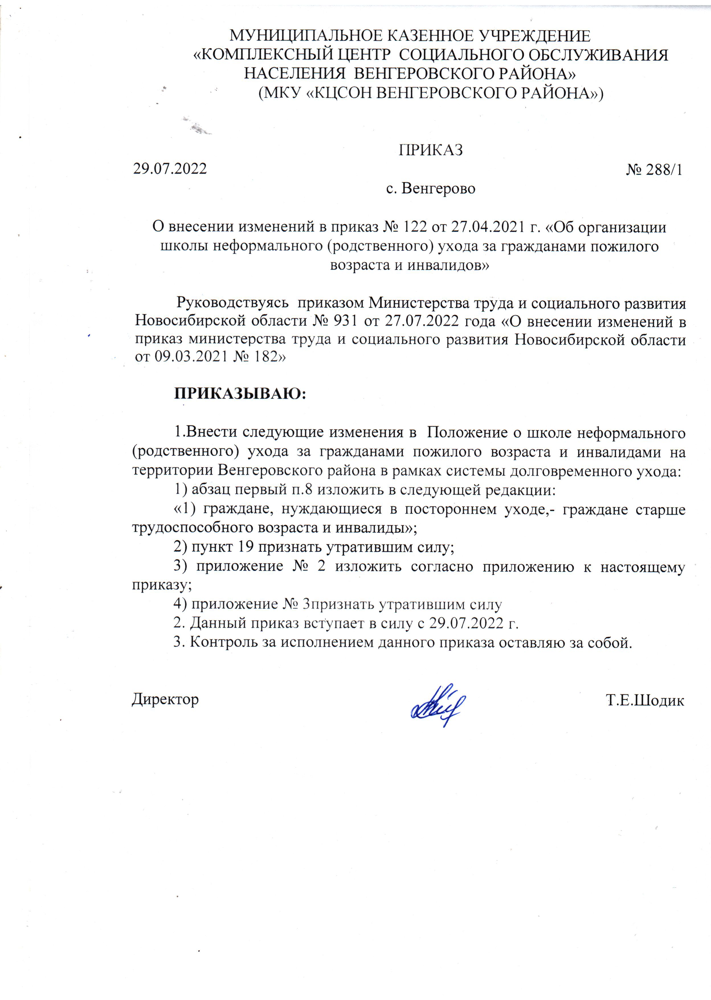 МУНИЦИПАЛЬНОЕ КАЗЕННОЕ УЧРЕЖДЕНИЕ
«КОМПЛЕКСНЫЙ ЦЕНТР СОЦИАЛЬНОГО ОБСЛУЖИВАНИЯ
НАСЕЛЕНИЯ ВЕНГЕРОВСКОГО РАЙОНА»
(МКУ «КЦСОН ВЕНГЕРОВСКОГО РАЙОНА»)
ПРИКАЗ
29.07.2022 № 288/1
с. Венгерово
О внесении изменений в приказ № 122 от 27.04.2021 г. «Об организации
школы неформального (родственного) ухода за гражданами пожилого
возраста и инвалидов»
Руководствуясь приказом Министерства труда и социального развития
Новосибирской области № 931 от 27.07.2022 года «О внесении изменений в
приказ министерства труда и социального развития Новосибирской области
от 09.03.2021 № 182»
ПРИКАЗЫВАЮ:
1.Внести следующие изменения в Положение о школе неформального
(родственного) ухода за гражданами пожилого возраста и инвалидами на
территории Венгеровского района в рамках системы долговременного ухода:
1) абзац первый п.8 изложить в следующей редакции:
«1) граждане, нуждающиеся в постороннем уходе,- граждане старше
трудоспособного возраста и инвалиды»;
2) пункт 19 признать утратившим силу;
3) приложение № 2 изложить согласно приложению к настоящему
приказу;
4) приложение № 3признать утратившим силу
2. Данный приказ вступает в силу с 29.07.2022 г.
3. Контроль за исполнением данного приказа оставляю за собой.
Директор Т.Е.Шодик